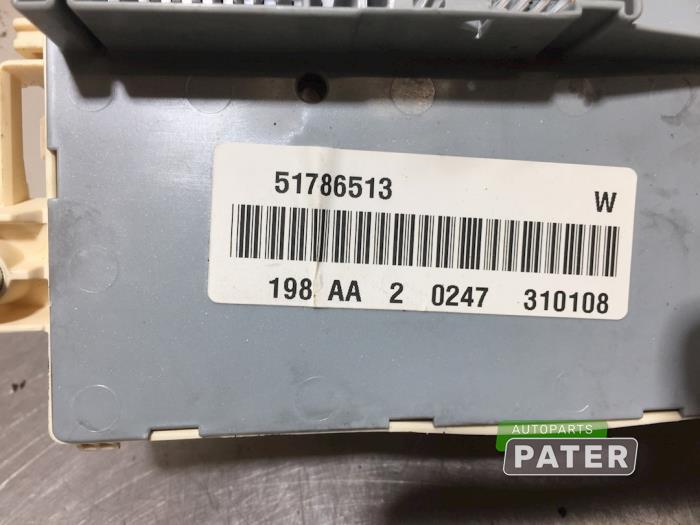 51786513 W
198 AA 2 0247 310108
AUTOPARTS
PATER